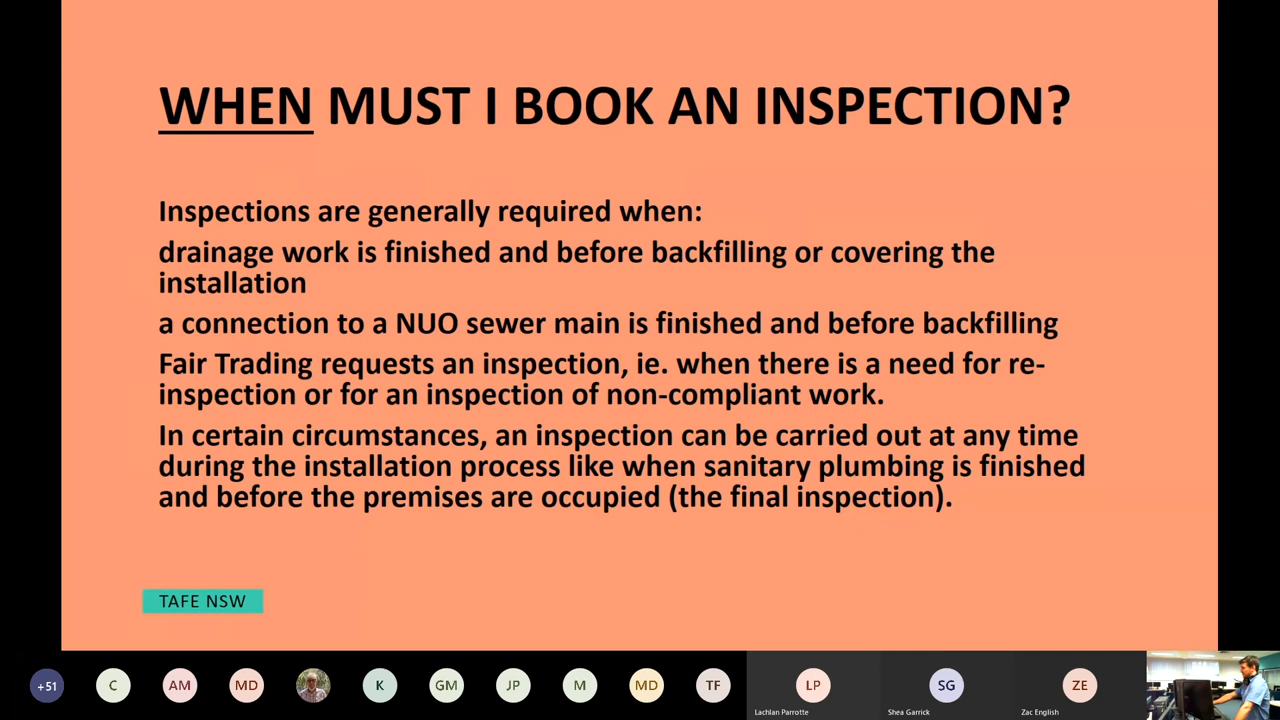 WHEN MUST I BOOK AN INSPECTION?
Inspections are generally required when:
drainage work is finished and before backfilling or covering the
installation
a connection to a NUO sewer main is finished and before backfilling
Fair Trading requests an inspection, ie. when there is a need for re-
inspection or for an inspection of non-compliant work.
In certain circumstances, an inspection can be carried out at any time
during the installation process like when sanitary plumbing is finished
and before the premises are occupied (the final inspection).
TAFE NSW
+51
C
AM
MD
K
GM
JP
M
MD
TF
LP
SG
ZE
Lachlan Parrotte
Shea Garrick
Zac English